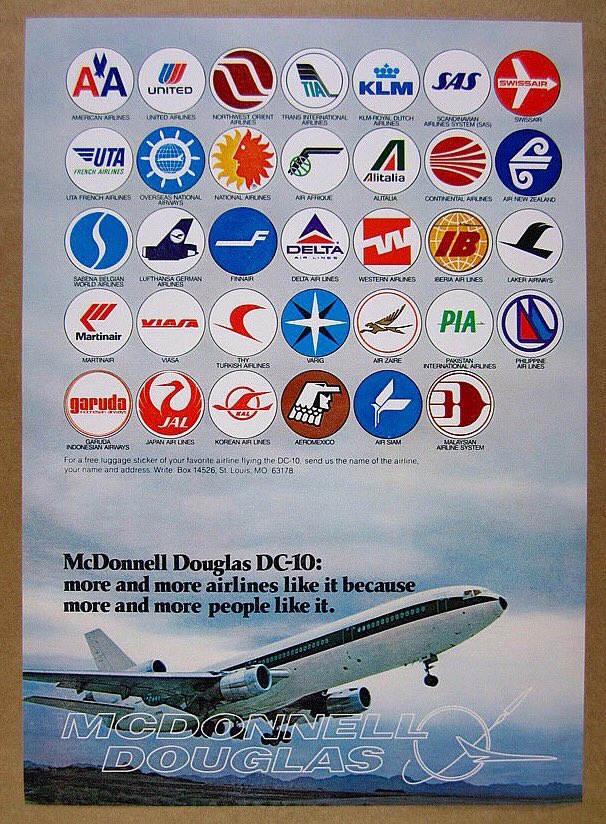 AA
UNITED
TIA
KLM
SAS
SWISSAIR
AMERICAN AIRLINES
UNITED AIRLINES
NORTHWEST ORIENT
AIRLINES
TRANS INTERNATIONAL
AIRLINES
KLM-ROYAL DUTCH
AIRLINES
SCANDINAVIAN
AIRLINES SYSTEM (SAS)
SWISSAIR
UTA
FRENCH AIRLINES
Alitalia
UTA FRENCH AIRLINES
OVERSEAS NATIONAL
AIRWAYS
NATIONAL AIRLINES
AIR AFRIQUE
ALITALIA
CONTINENTAL AIRLINES
AIR NEW ZEALAND
DELTA
AIR LINES
IB
SABENA BELGIAN
WORLD AIRLINES
LUFTHANSA GERMAN
AIRLINES
FINNAIR
DELTA AIR LINES
WESTERN AIRLINES
IBERIA AIR LINES
LAKER AIRWAYS
Martinair
VIASA
PIA
MARTINAIR
VIASA
THY
TURKISH AIRLINES
VARIG
AIR ZAIRE
PAKISTAN
INTERNATIONAL AIRLINES
PHILIPPINE
AIR LINES
garuda
indonesian airways
JAL
KAL
GARUDA
INDONESIAN AIRWAYS
JAPAN AIR LINES
KOREAN AIR LINES
AEROMEXICO
AIR SIAM
MALAYSIAN
AIRLINE SYSTEM
For a free luggage sticker of your favorite airline flying the DC-10, send us the name of the airline,
your name and address. Write: Box 14526, St. Louis, MO 63178
McDonnell Douglas DC-10:
more and more airlines like it because
more and more people like it.
MCDONNELL
DOUGLAS